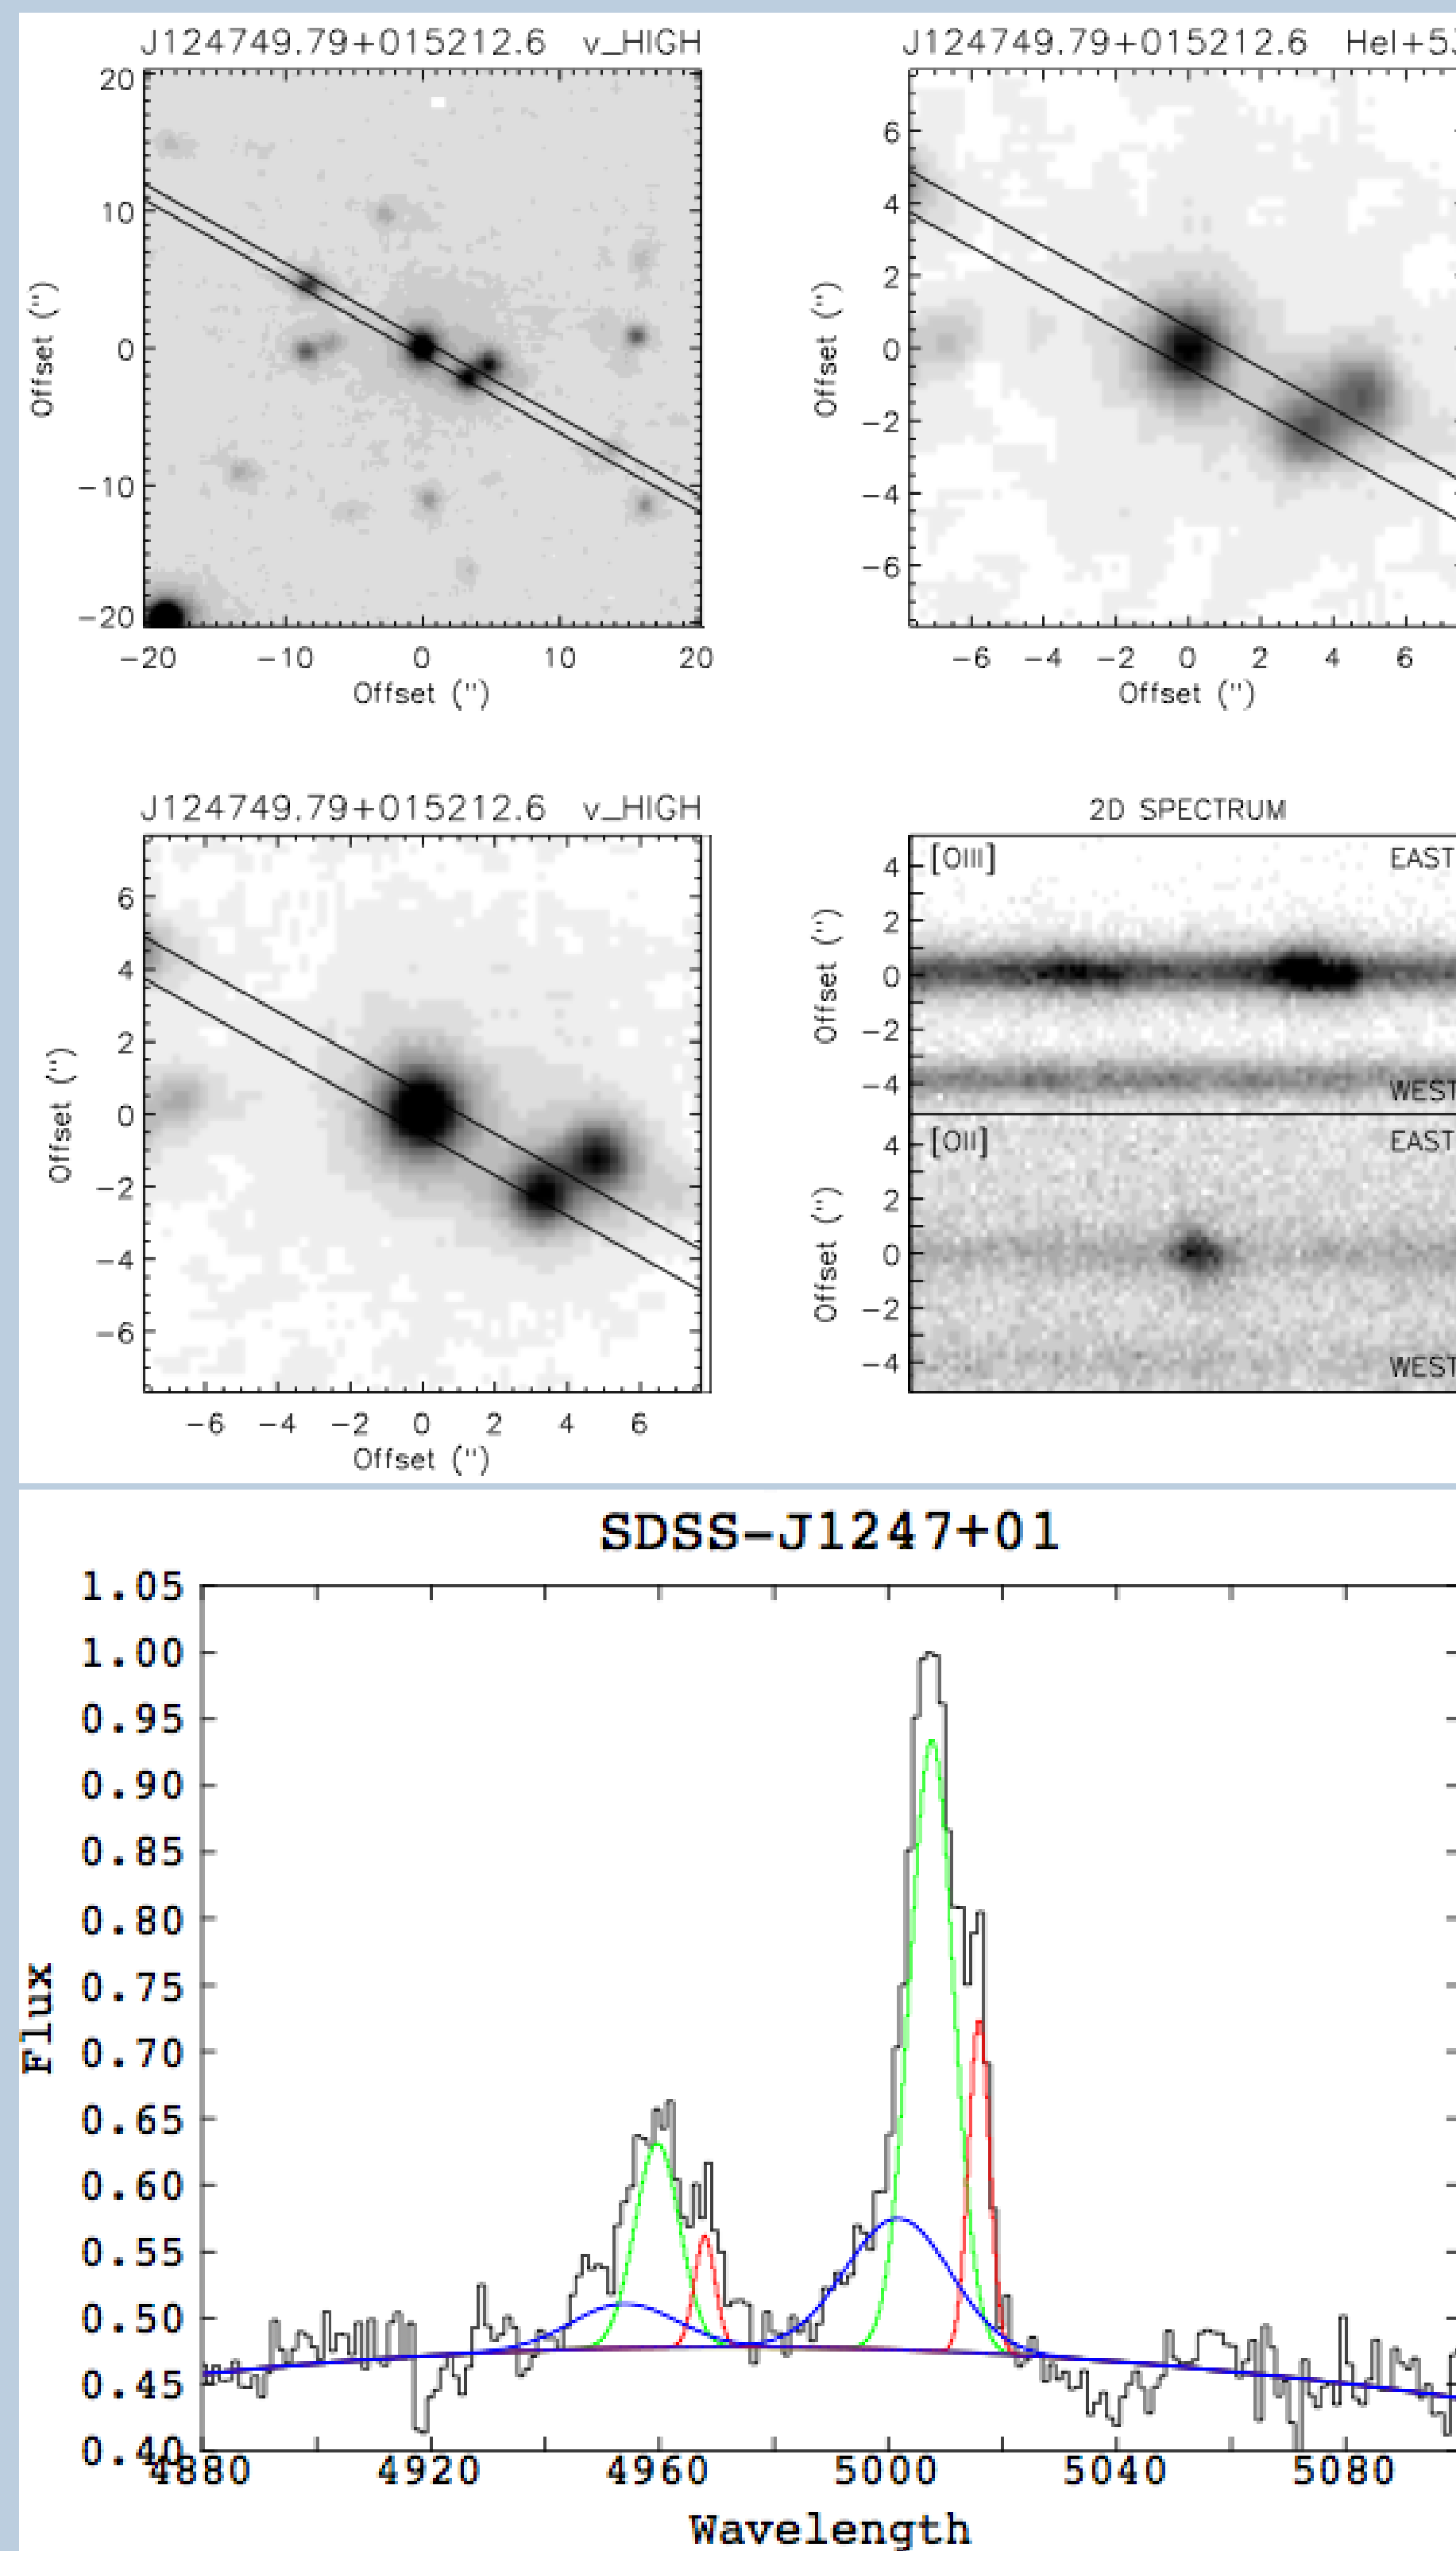 J124749.79+015212.6 v_HIGH
20
10
0
−10
−20
Offset (")
−20 −10 0 10 20
Offset (")
J124749.79+015212.6 HeI+5
6
4
2
0
−2
−4
−6
Offset (")
−6 −4 −2 0 2 4 6
Offset (")
J124749.79+015212.6 v_HIGH
6
4
2
0
−2
−4
−6
Offset (")
−6 −4 −2 0 2 4 6
Offset (")
2D SPECTRUM
[OIII] EAST
4
2
0
−2
−4
Offset (")
WEST
[OII] EAST
4
2
0
−2
−4
Offset (")
WEST
SDSS-J1247+01
1.05
1.00
0.95
0.90
0.85
0.80
0.75
0.70
0.65
0.60
0.55
0.50
0.45
0.40
Flux
4880 4920 4960 5000 5040 5080
Wavelength